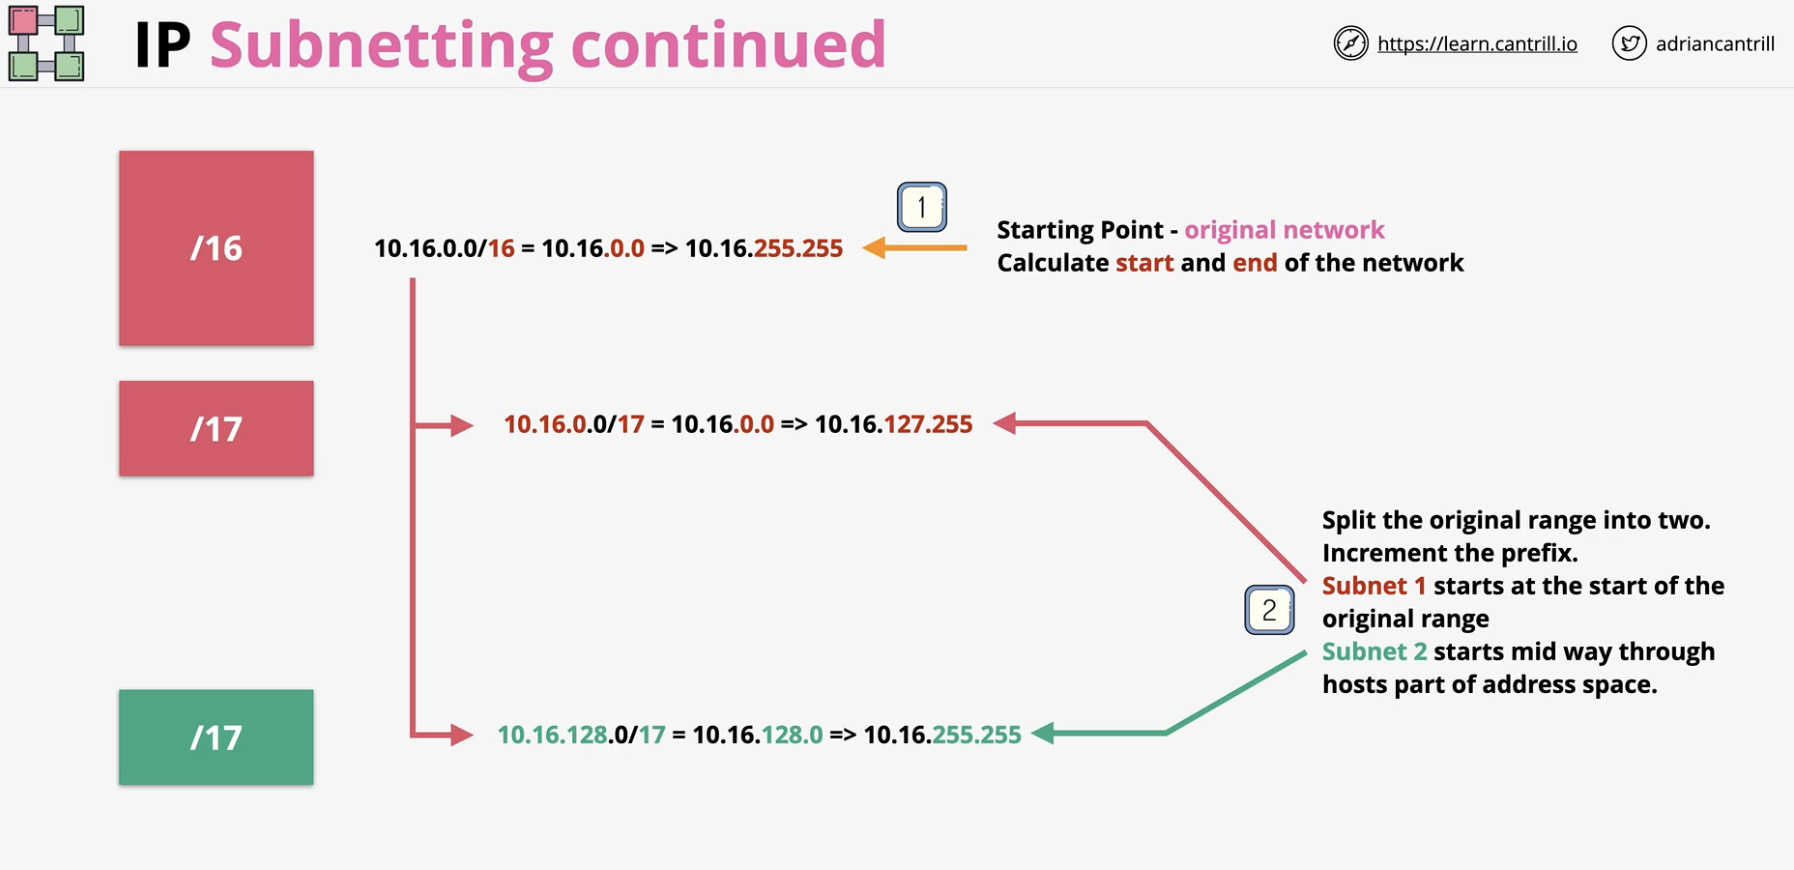 IP Subnetting continued
https://learn.cantrill.io
adriancantrill
/16
10.16.0.0/16 = 10.16.0.0 => 10.16.255.255
1
Starting Point - original network
Calculate start and end of the network
/17
10.16.0.0/17 = 10.16.0.0 => 10.16.127.255
Split the original range into two.
Increment the prefix.
Subnet 1 starts at the start of the
original range
2
Subnet 2 starts mid way through
hosts part of address space.
/17
10.16.128.0/17 = 10.16.128.0 => 10.16.255.255